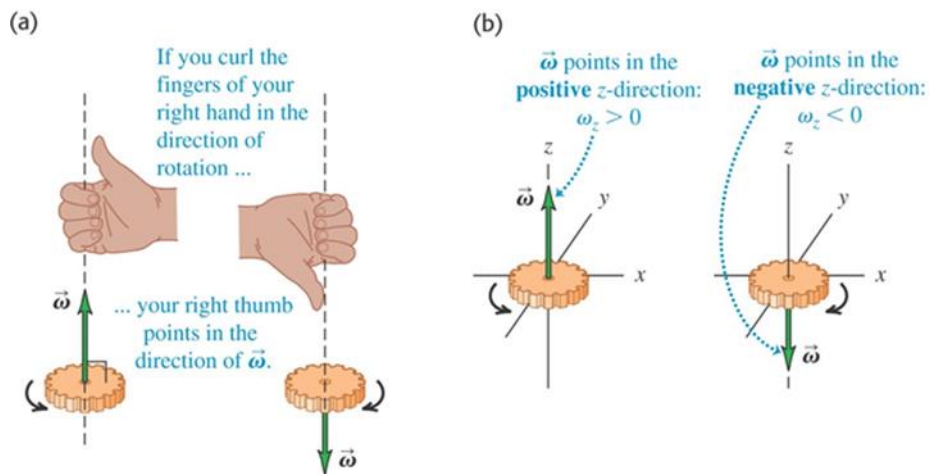 (a)
If you curl the
fingers of your
right hand in the
direction of
rotation ...
ω⃗
... your right thumb
points in the
direction of ω⃗.
ω⃗
(b)
ω⃗ points in the
positive z-direction:
ω_z > 0
ω⃗ points in the
negative z-direction:
ω_z < 0
z
ω⃗
y
x
z
y
x
ω⃗